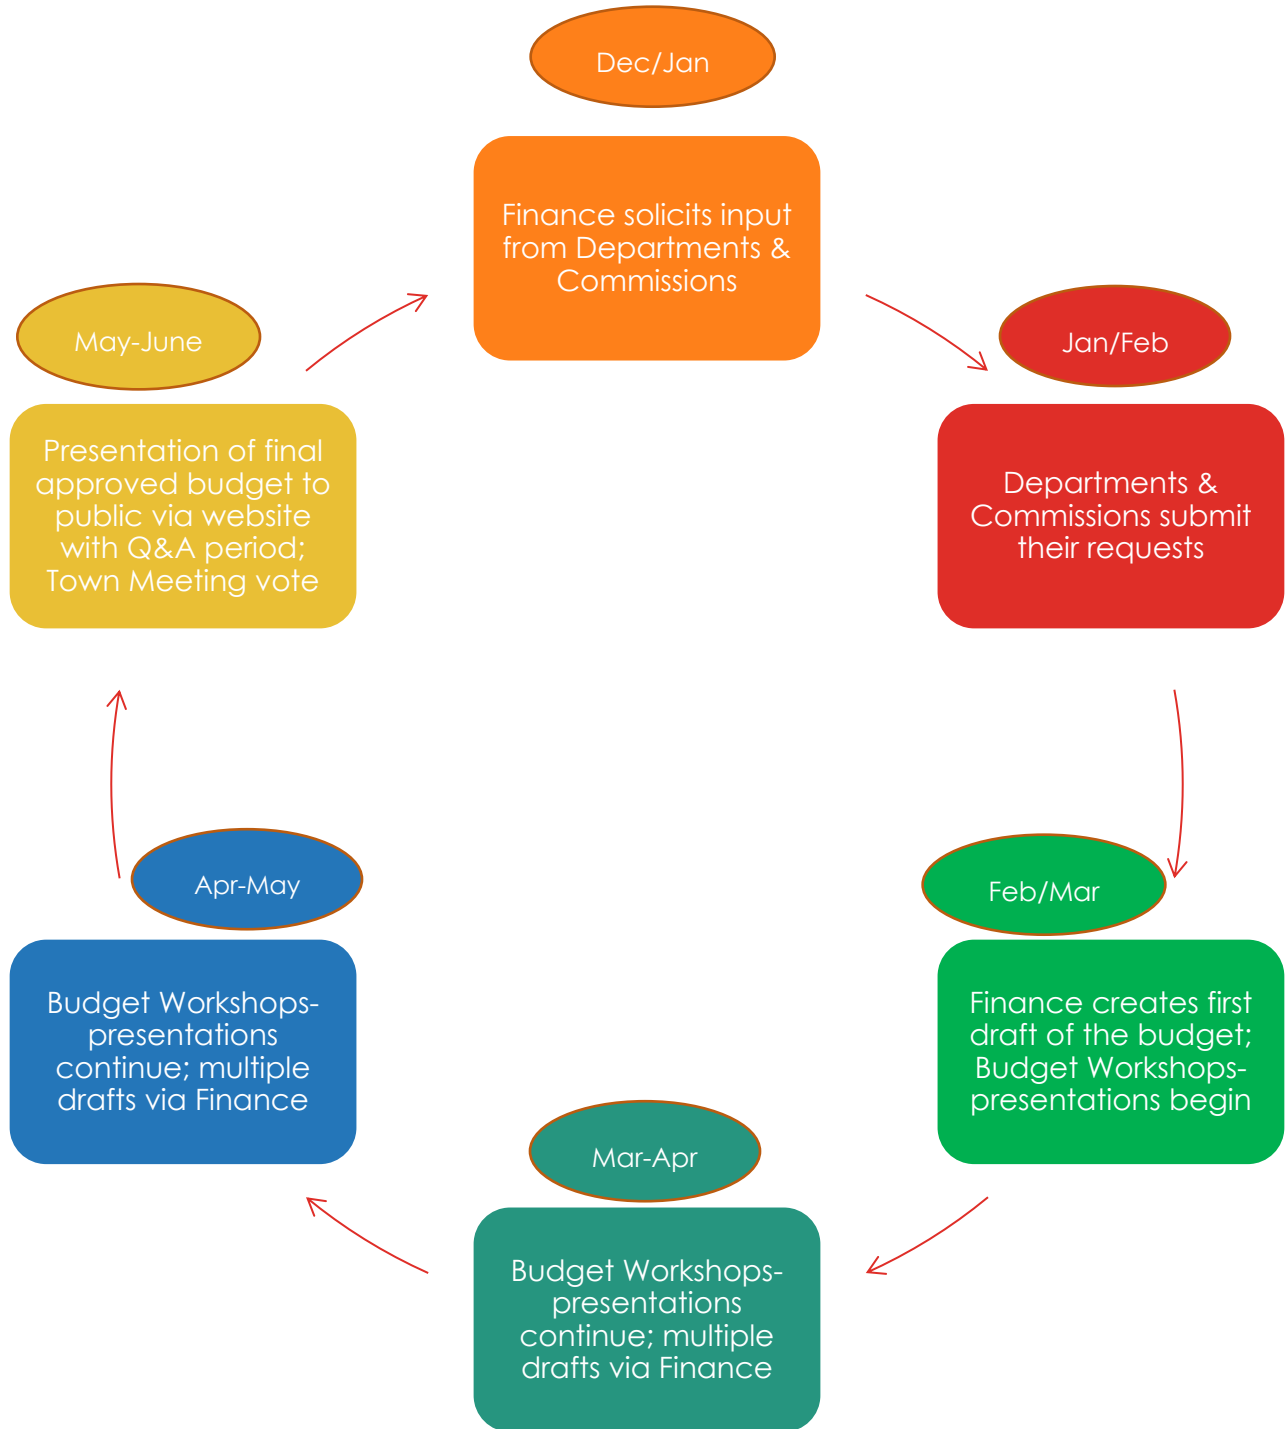 Dec/Jan
Finance solicits input
from Departments &
Commissions
Jan/Feb
Departments &
Commissions submit
their requests
Feb/Mar
Finance creates first
draft of the budget;
Budget Workshops-
presentations begin
Mar-Apr
Budget Workshops-
presentations
continue; multiple
drafts via Finance
Apr-May
Budget Workshops-
presentations
continue; multiple
drafts via Finance
May-June
Presentation of final
approved budget to
public via website
with Q&A period;
Town Meeting vote